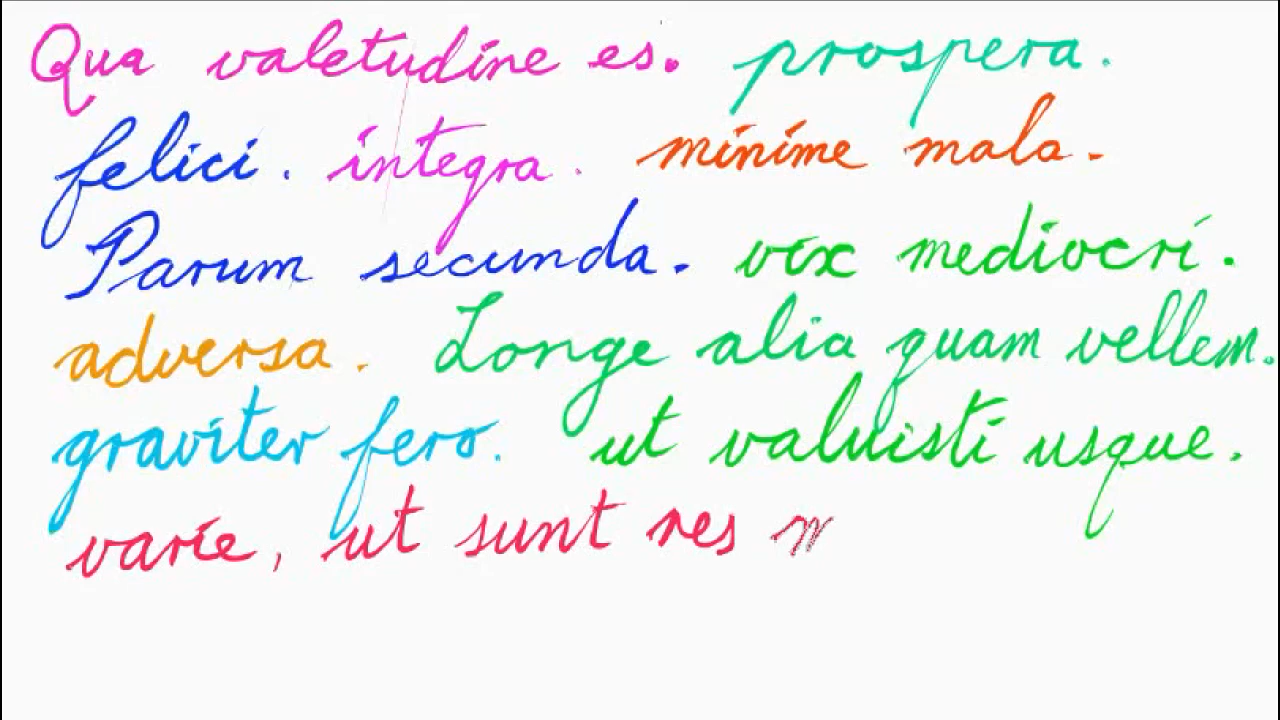 Qua valetudine es. prospera.
felici. integra. minime mala.
Parum secunda. vix mediocri.
adversa. Longe alia quam vellem.
graviter fero. ut valuisti usque.
varie, ut sunt res